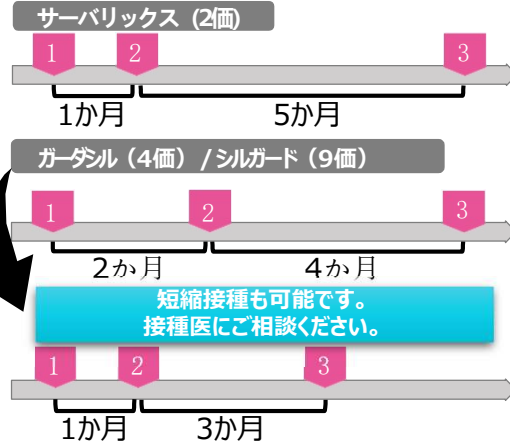 サーバリックス (2価)
1 2 3
1か月 5か月
ガーダシル（4価）/シルガード（9価）
1 2 3
2か月 4か月
短縮接種も可能です。
接種医にご相談ください。
1 2 3
1か月 3か月